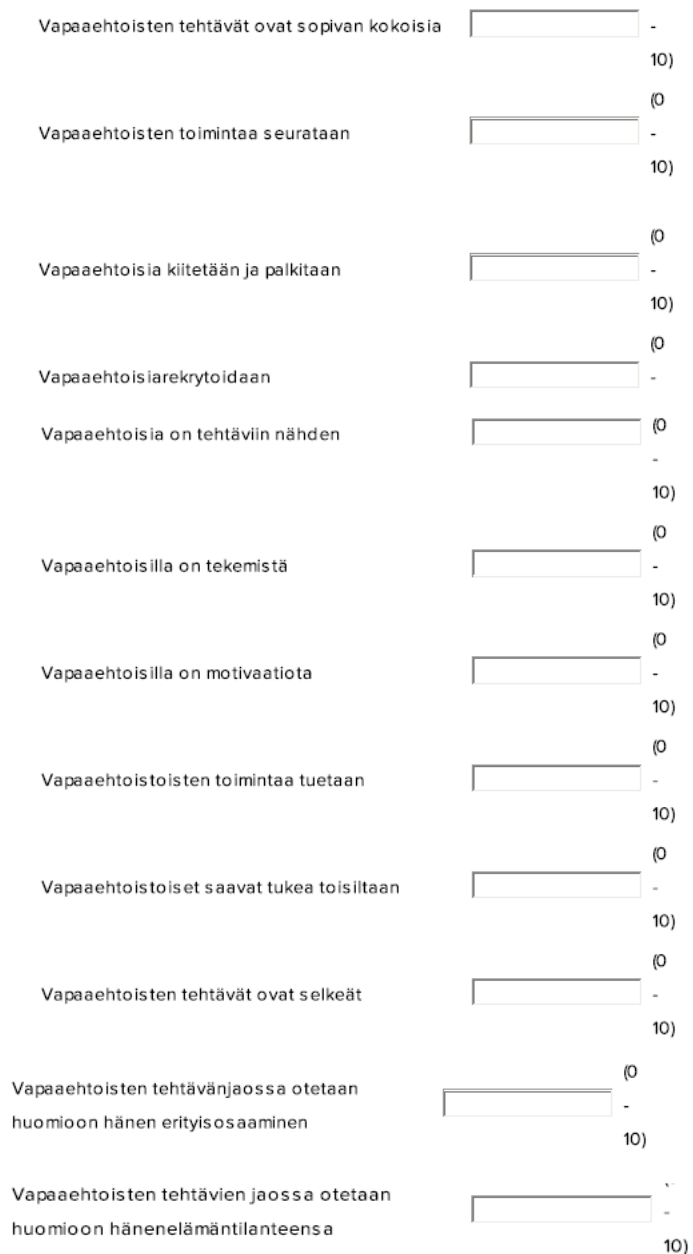 Vapaaehtoisten tehtävät ovat sopivan kokoisia -
10)
(0
Vapaaehtoisten toimintaa seurataan -
10)
(0
Vapaaehtoisia kiitetään ja palkitaan -
10)
(0
Vapaaehtoisiarekrytoidaan -
Vapaaehtoisia on tehtäviin nähden (0
-
10)
(0
Vapaaehtoisilla on tekemistä -
10)
(0
Vapaaehtoisilla on motivaatiota -
10)
(0
Vapaaehtoistoisten toimintaa tuetaan -
10)
(0
Vapaaehtoistoiset saavat tukea toisiltaan -
10)
(0
Vapaaehtoisten tehtävät ovat selkeät -
10)
(0
Vapaaehtoisten tehtävänjaossa otetaan
huomioon hänen erityisosaaminen -
10)
Vapaaehtoisten tehtävien jaossa otetaan
huomioon hänenelämäntilanteensa -
10)